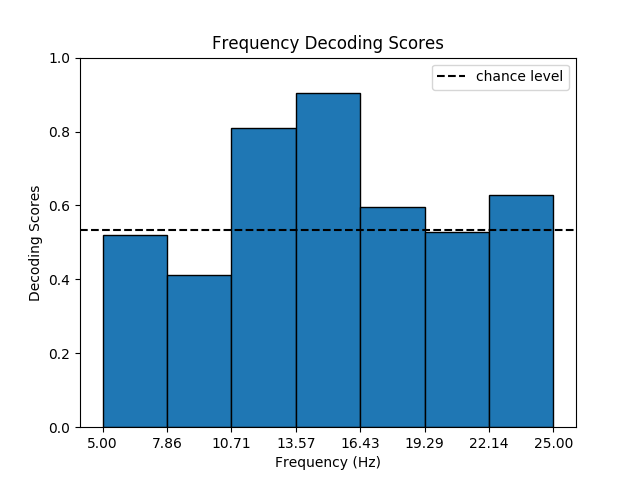 Frequency Decoding Scores
chance level
Decoding Scores
1.0
0.8
0.6
0.4
0.2
0.0
5.00 7.86 10.71 13.57 16.43 19.29 22.14 25.00
Frequency (Hz)